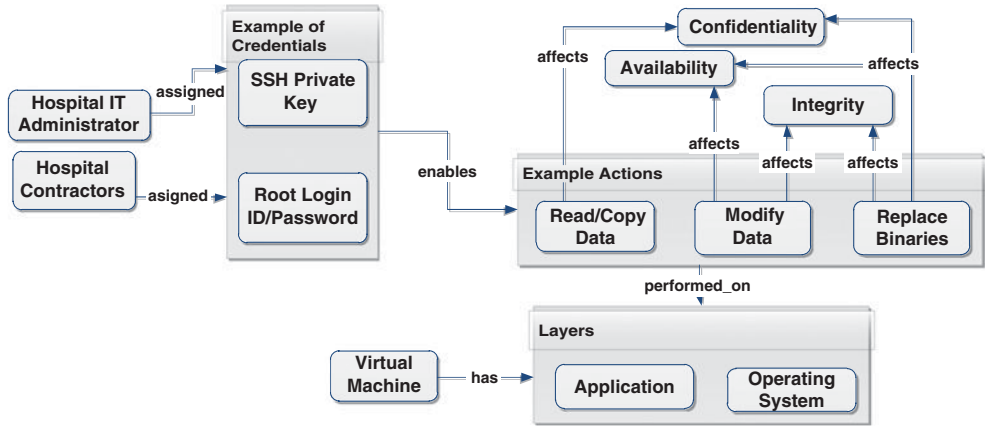 Example of
Credentials
SSH Private
Key
Root Login
ID/Password
Hospital IT
Administrator
assigned
Hospital
Contractors
asigned
enables
Confidentiality
Availability
Integrity
affects
affects
affects
affects
affects
Example Actions
Read/Copy
Data
Modify
Data
Replace
Binaries
performed_on
Layers
Virtual
Machine
has
Application
Operating
System